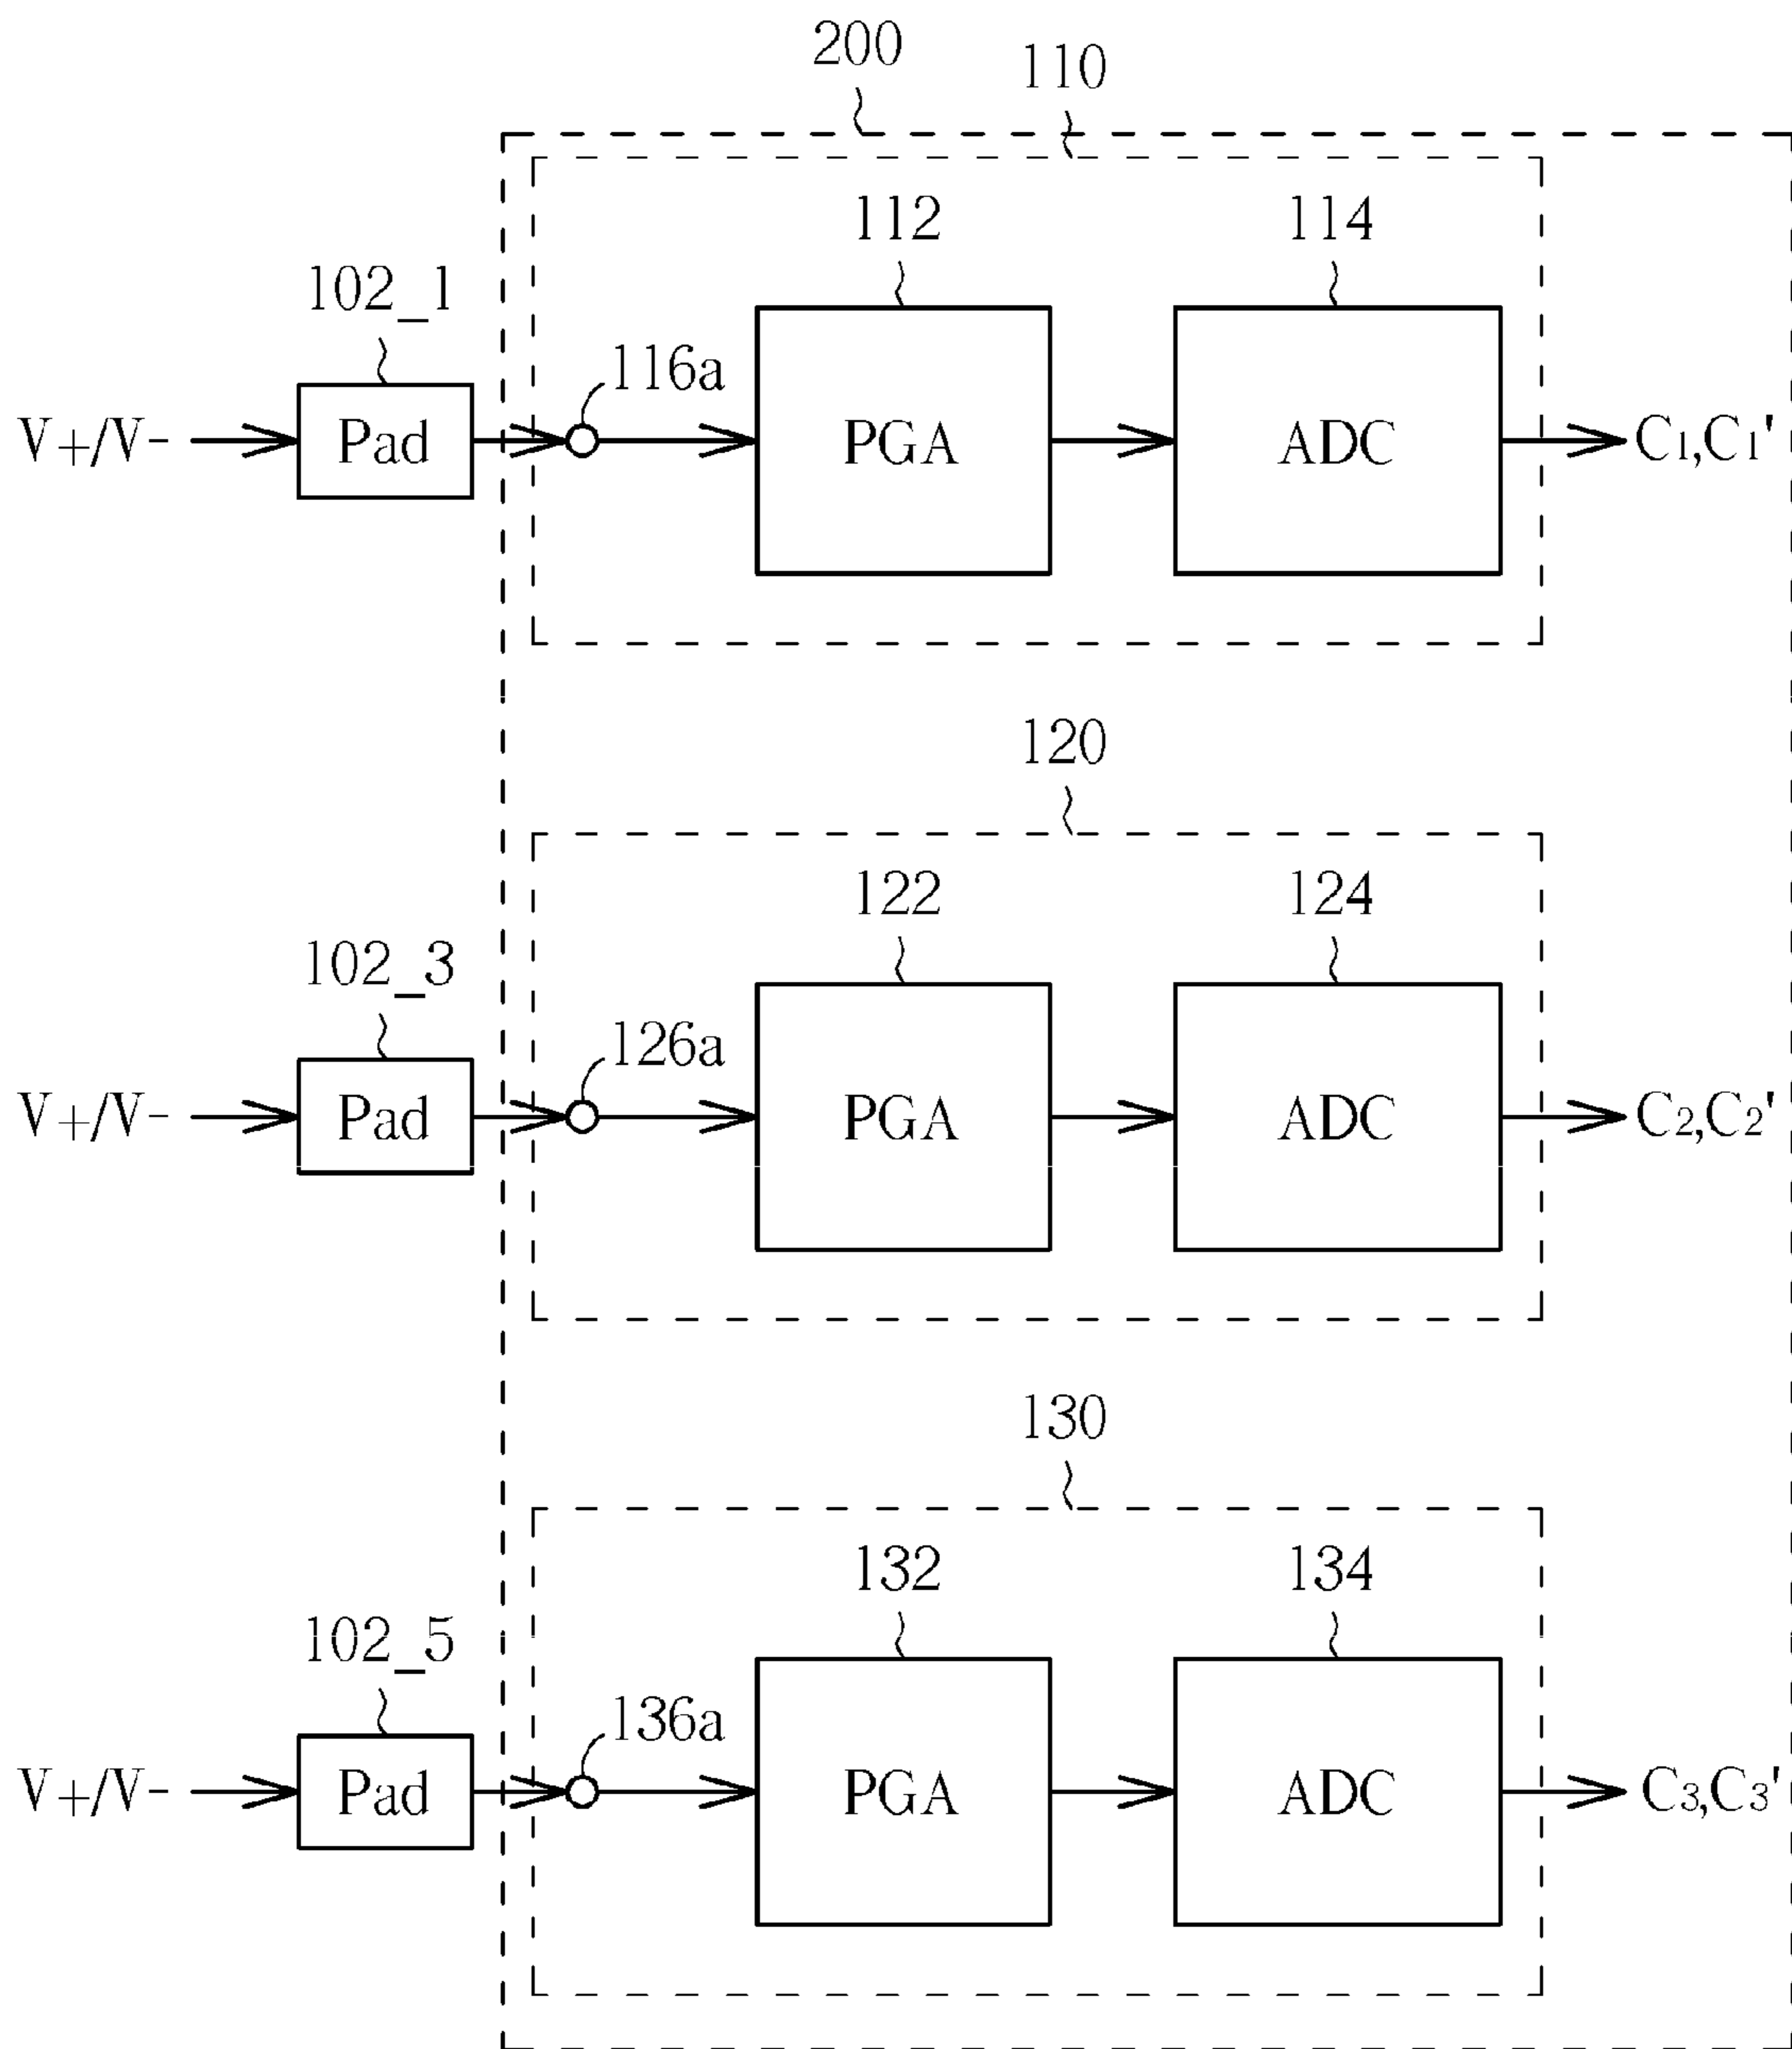 200
110
112
114
102_1
116a
V+/V-
Pad
PGA
ADC
C1,C1'
120
122
124
102_3
126a
V+/V-
Pad
PGA
ADC
C2,C2'
130
132
134
102_5
136a
V+/V-
Pad
PGA
ADC
C3,C3'